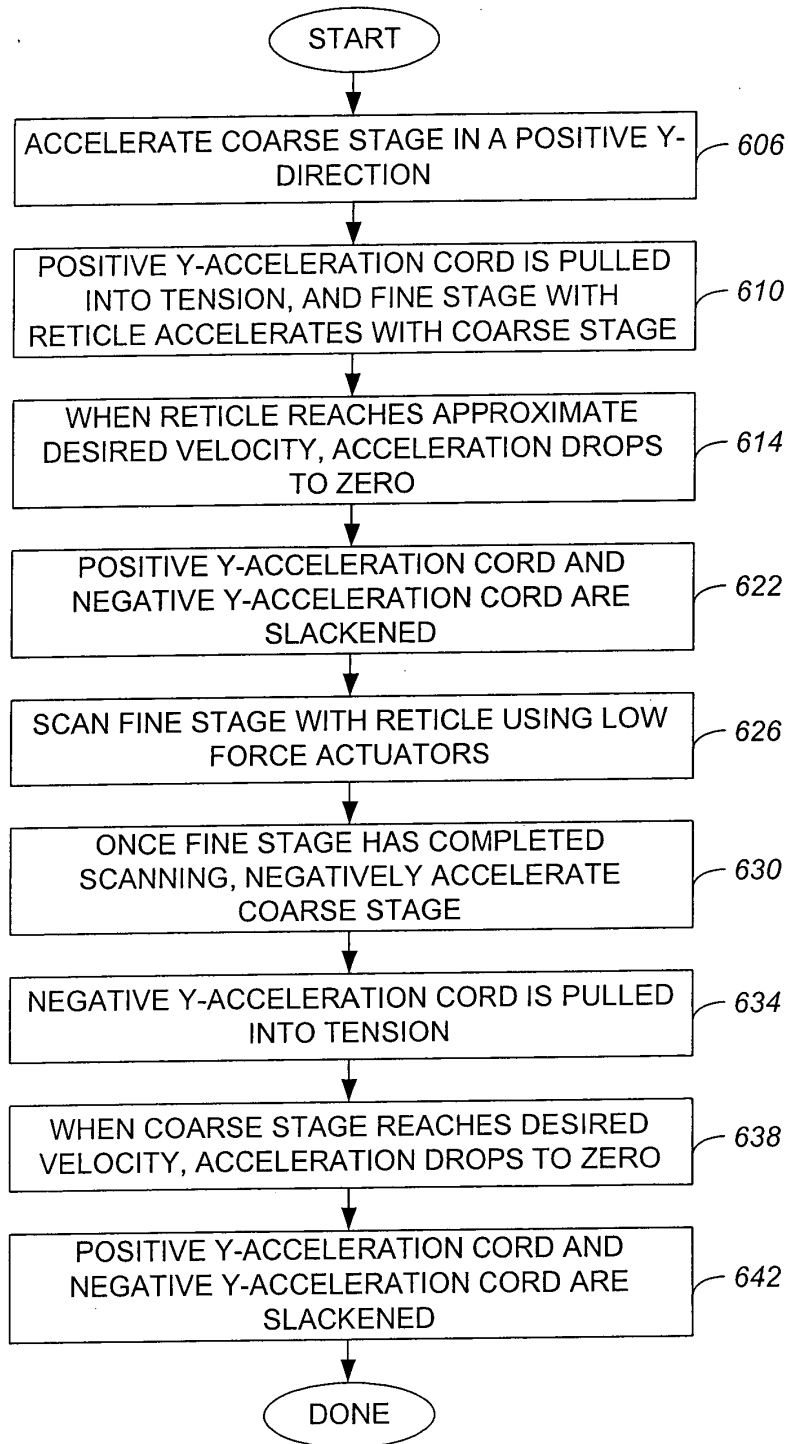 START
ACCELERATE COARSE STAGE IN A POSITIVE Y-
DIRECTION
606
POSITIVE Y-ACCELERATION CORD IS PULLED
INTO TENSION, AND FINE STAGE WITH
RETICLE ACCELERATES WITH COARSE STAGE
610
WHEN RETICLE REACHES APPROXIMATE
DESIRED VELOCITY, ACCELERATION DROPS
TO ZERO
614
POSITIVE Y-ACCELERATION CORD AND
NEGATIVE Y-ACCELERATION CORD ARE
SLACKENED
622
SCAN FINE STAGE WITH RETICLE USING LOW
FORCE ACTUATORS
626
ONCE FINE STAGE HAS COMPLETED
SCANNING, NEGATIVELY ACCELERATE
COARSE STAGE
630
NEGATIVE Y-ACCELERATION CORD IS PULLED
INTO TENSION
634
WHEN COARSE STAGE REACHES DESIRED
VELOCITY, ACCELERATION DROPS TO ZERO
638
POSITIVE Y-ACCELERATION CORD AND
NEGATIVE Y-ACCELERATION CORD ARE
SLACKENED
642
DONE